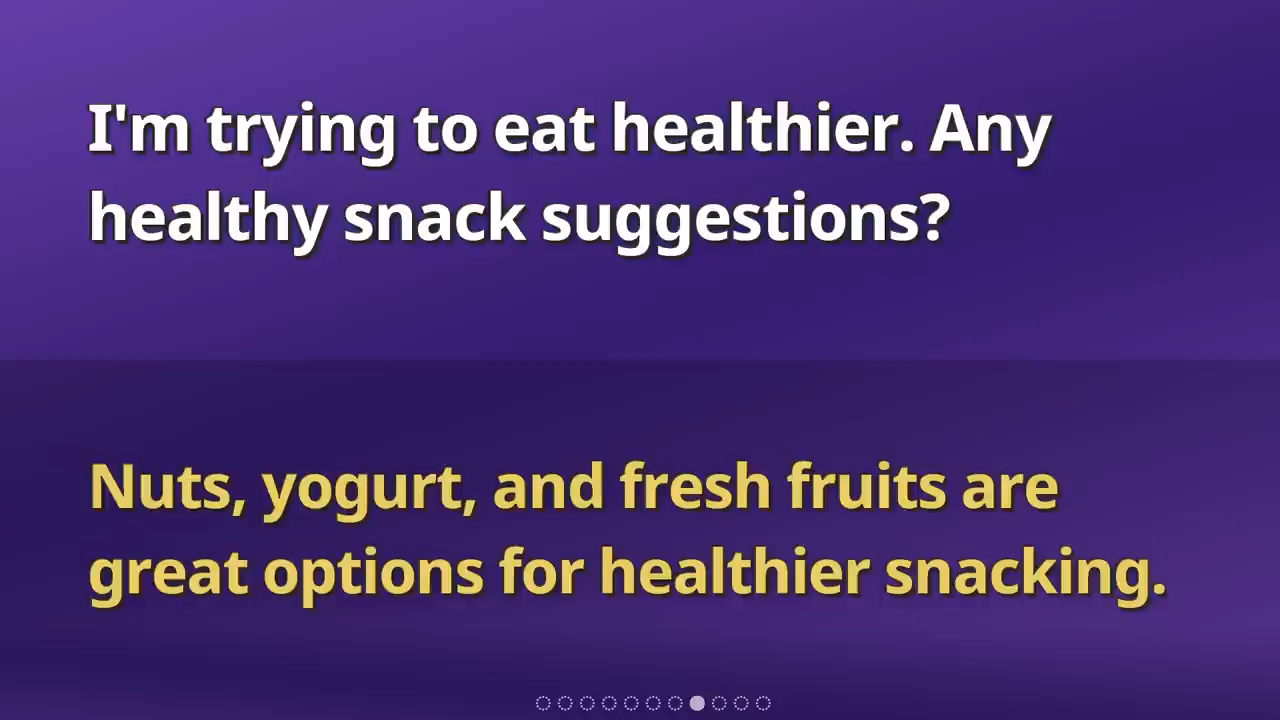 I'm trying to eat healthier. Any
healthy snack suggestions?
Nuts, yogurt, and fresh fruits are
great options for healthier snacking.